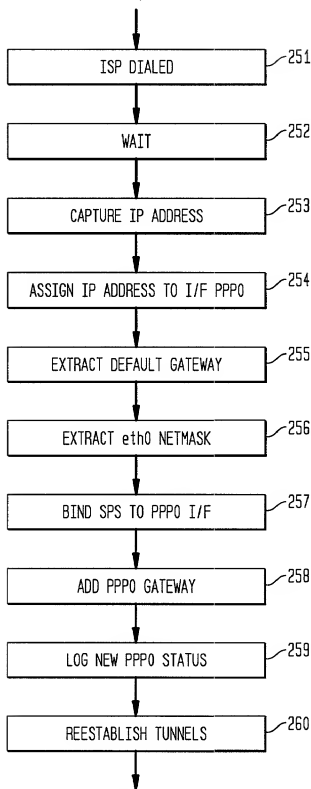 ISP DIALED
251
WAIT
252
CAPTURE IP ADDRESS
253
ASSIGN IP ADDRESS TO I/F PPP0
254
EXTRACT DEFAULT GATEWAY
255
EXTRACT eth0 NETMASK
256
BIND SPS TO PPP0 I/F
257
ADD PPP0 GATEWAY
258
LOG NEW PPP0 STATUS
259
REESTABLISH TUNNELS
260